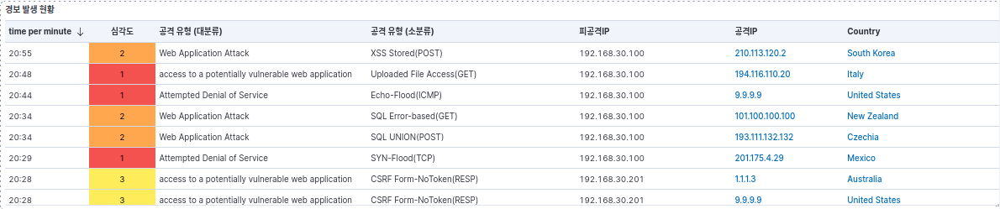 경보 발생 현황
time per minute ↓ 심각도 공격 유형 (대분류) 공격 유형 (소분류) 피공격IP 공격IP Country
20:55 2 Web Application Attack XSS Stored(POST) 192.168.30.100 210.113.120.2 South Korea
20:48 1 access to a potentially vulnerable web application Uploaded File Access(GET) 192.168.30.100 194.116.110.20 Italy
20:44 1 Attempted Denial of Service Echo-Flood(ICMP) 192.168.30.100 9.9.9.9 United States
20:34 2 Web Application Attack SQL Error-based(GET) 192.168.30.100 101.100.100.100 New Zealand
20:34 2 Web Application Attack SQL UNION(POST) 192.168.30.100 193.111.132.132 Czechia
20:29 1 Attempted Denial of Service SYN-Flood(TCP) 192.168.30.100 201.175.4.29 Mexico
20:28 3 access to a potentially vulnerable web application CSRF Form-NoToken(RESP) 192.168.30.201 1.1.1.3 Australia
20:28 3 access to a potentially vulnerable web application CSRF Form-NoToken(RESP) 192.168.30.201 9.9.9.9 United States